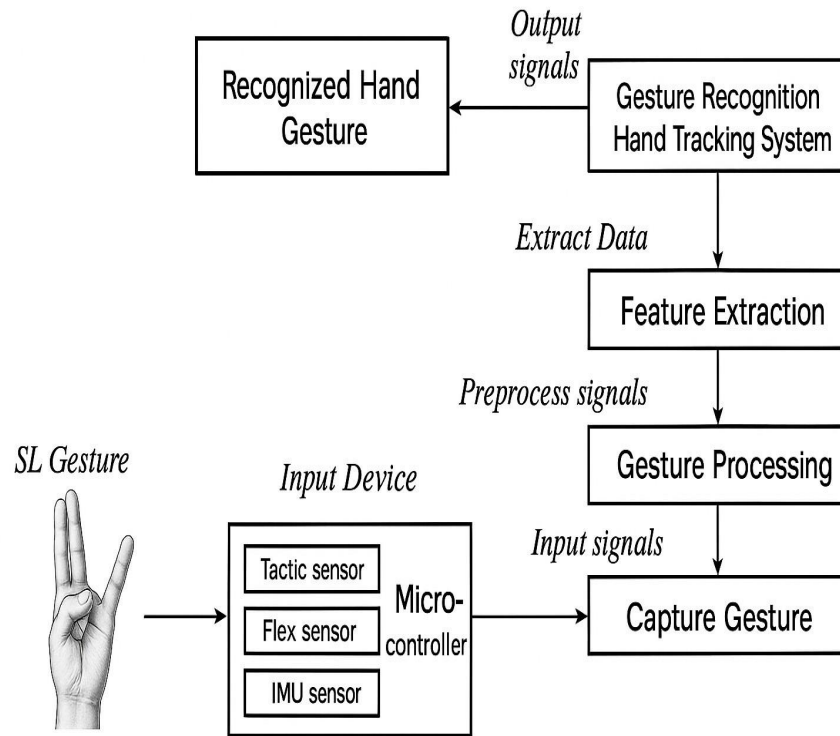 Output
signals
Recognized Hand
Gesture
Gesture Recognition
Hand Tracking System
Extract Data
Feature Extraction
Preprocess signals
Gesture Processing
SL Gesture
Input Device
Input signals
Tactic sensor
Flex sensor
IMU sensor
Micro-
controller
Capture Gesture